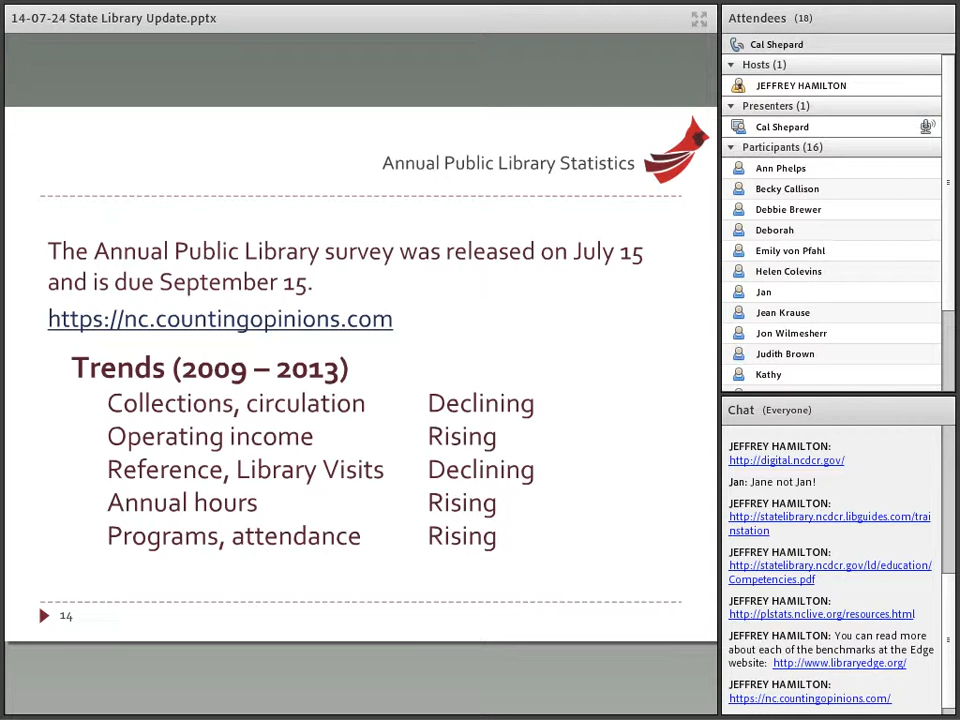 14-07-24 State Library Update.pptx
Annual Public Library Statistics
The Annual Public Library survey was released on July 15
and is due September 15.
https://nc.countingopinions.com
Trends (2009 – 2013)
Collections, circulation Declining
Operating income Rising
Reference, Library Visits Declining
Annual hours Rising
Programs, attendance Rising
14
Attendees (18)
Cal Shepard
Hosts (1)
JEFFREY HAMILTON
Presenters (1)
Cal Shepard
Participants (16)
Ann Phelps
Becky Callison
Debbie Brewer
Deborah
Emily von Pfahl
Helen Colevins
Jan
Jean Krause
Jon Wilmesherr
Judith Brown
Kathy
Chat (Everyone)
JEFFREY HAMILTON:
http://digital.ncdcr.gov/
Jan: Jane not Jan!
JEFFREY HAMILTON:
http://statelibrary.ncdcr.libguides.com/trai
nstation
JEFFREY HAMILTON:
http://statelibrary.ncdcr.gov/ld/education/
Competencies.pdf
JEFFREY HAMILTON:
http://plstats.nclive.org/resources.html
JEFFREY HAMILTON: You can read more
about each of the benchmarks at the Edge
website: http://www.libraryedge.org/
JEFFREY HAMILTON:
https://nc.countingopinions.com/